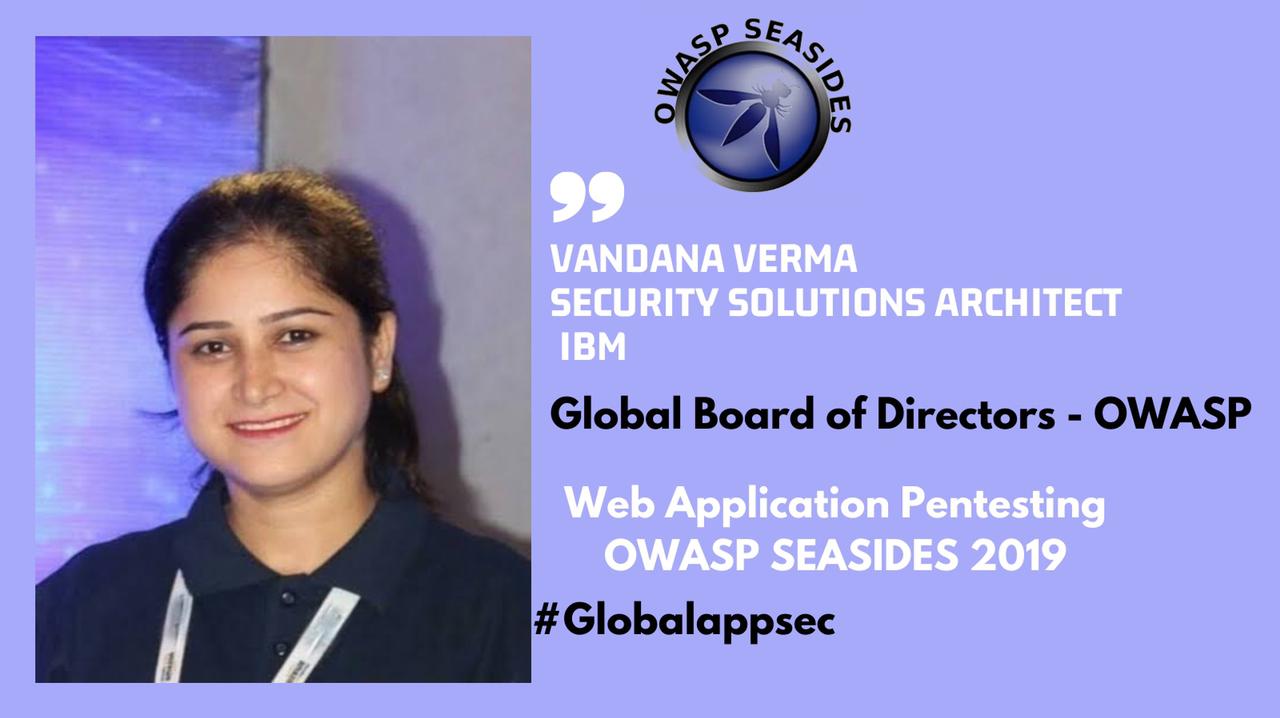 OWASP SEASIDES
”
VANDANA VERMA
SECURITY SOLUTIONS ARCHITECT
IBM
Global Board of Directors - OWASP
Web Application Pentesting
OWASP SEASIDES 2019
#Globalappsec